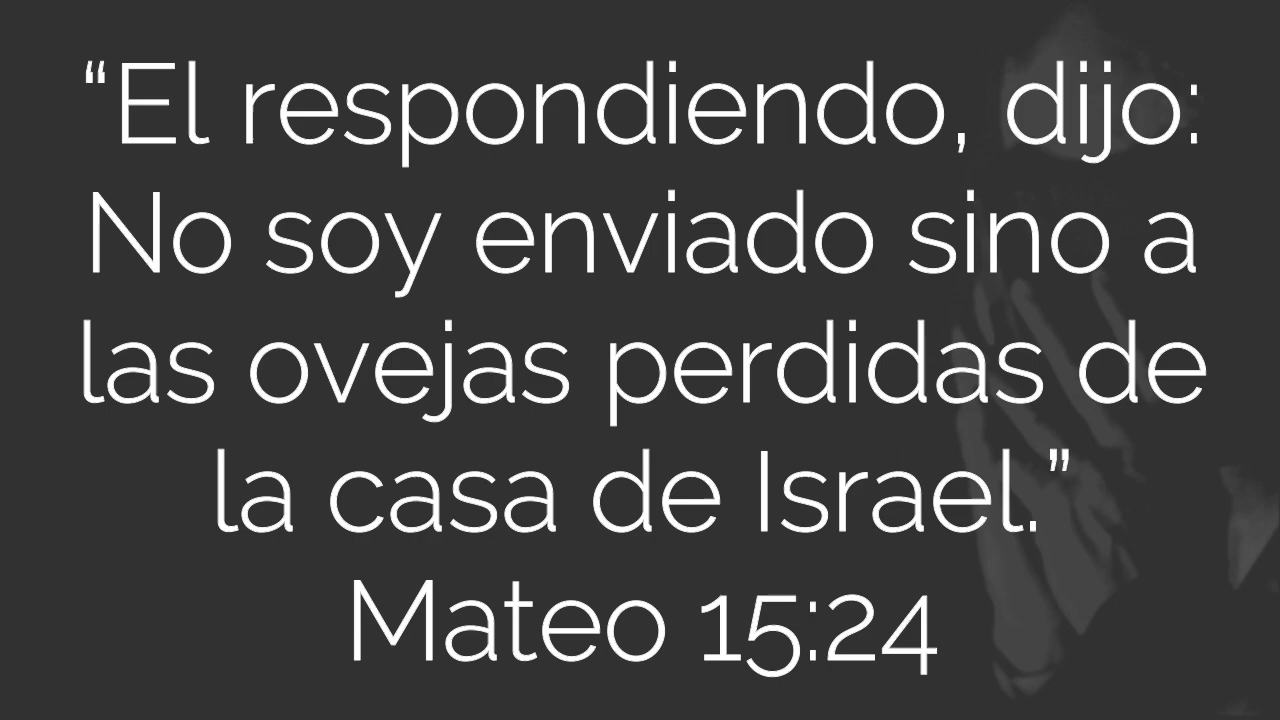 “El respondiendo, dijo:
No soy enviado sino a
las ovejas perdidas de
la casa de Israel.”
Mateo 15:24